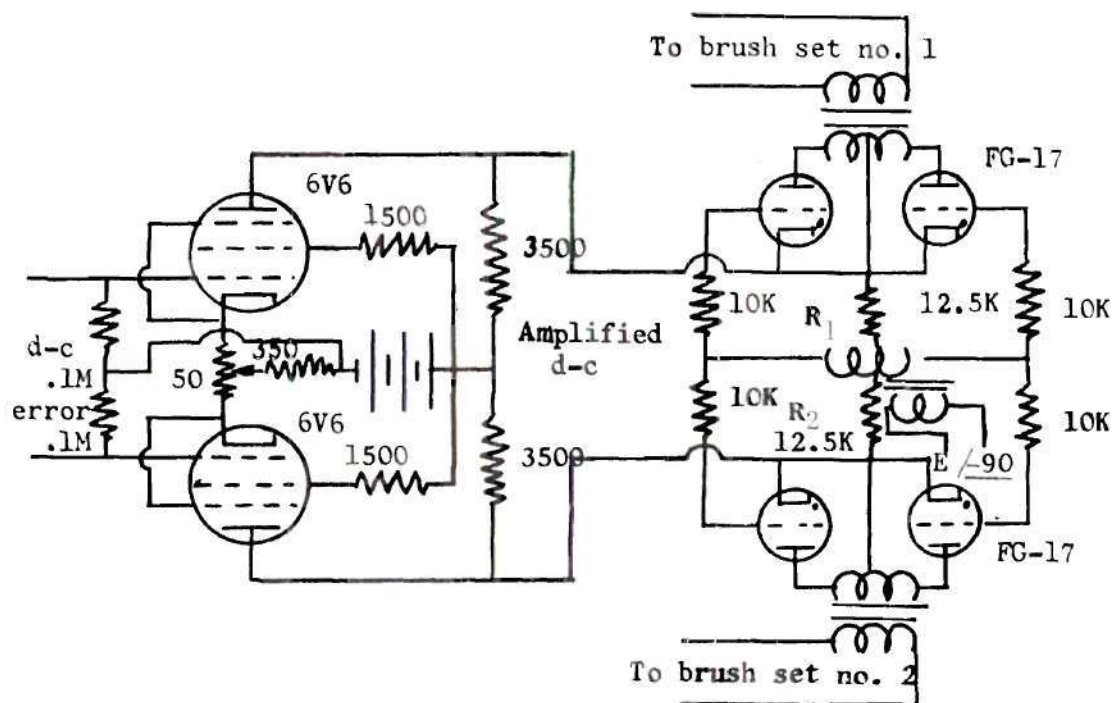 To brush set no. 1
6V6
1500
3500
FG-17
10K
R1
12.5K
10K
d-c
.1M
350
50
Amplified
d-c
error
.1M
6V6
1500
3500
10K
R2
12.5K
10K
E /-90
FG-17
To brush set no. 2